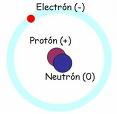 Electrón (-)
Protón (+)
Neutrón (0)